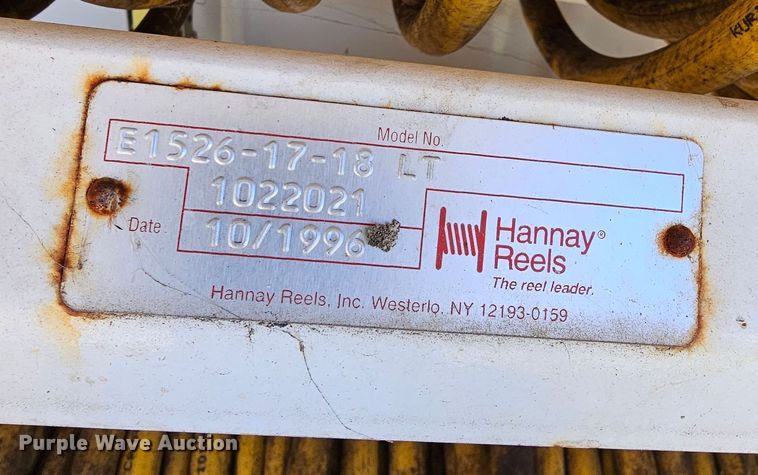 KUR
Model No.
E1526-17-18 LT
1022021
Date 10/1996
Hannay®
Reels
The reel leader.
Hannay Reels, Inc. Westerlo, NY 12193-0159
Purple Wave Auction